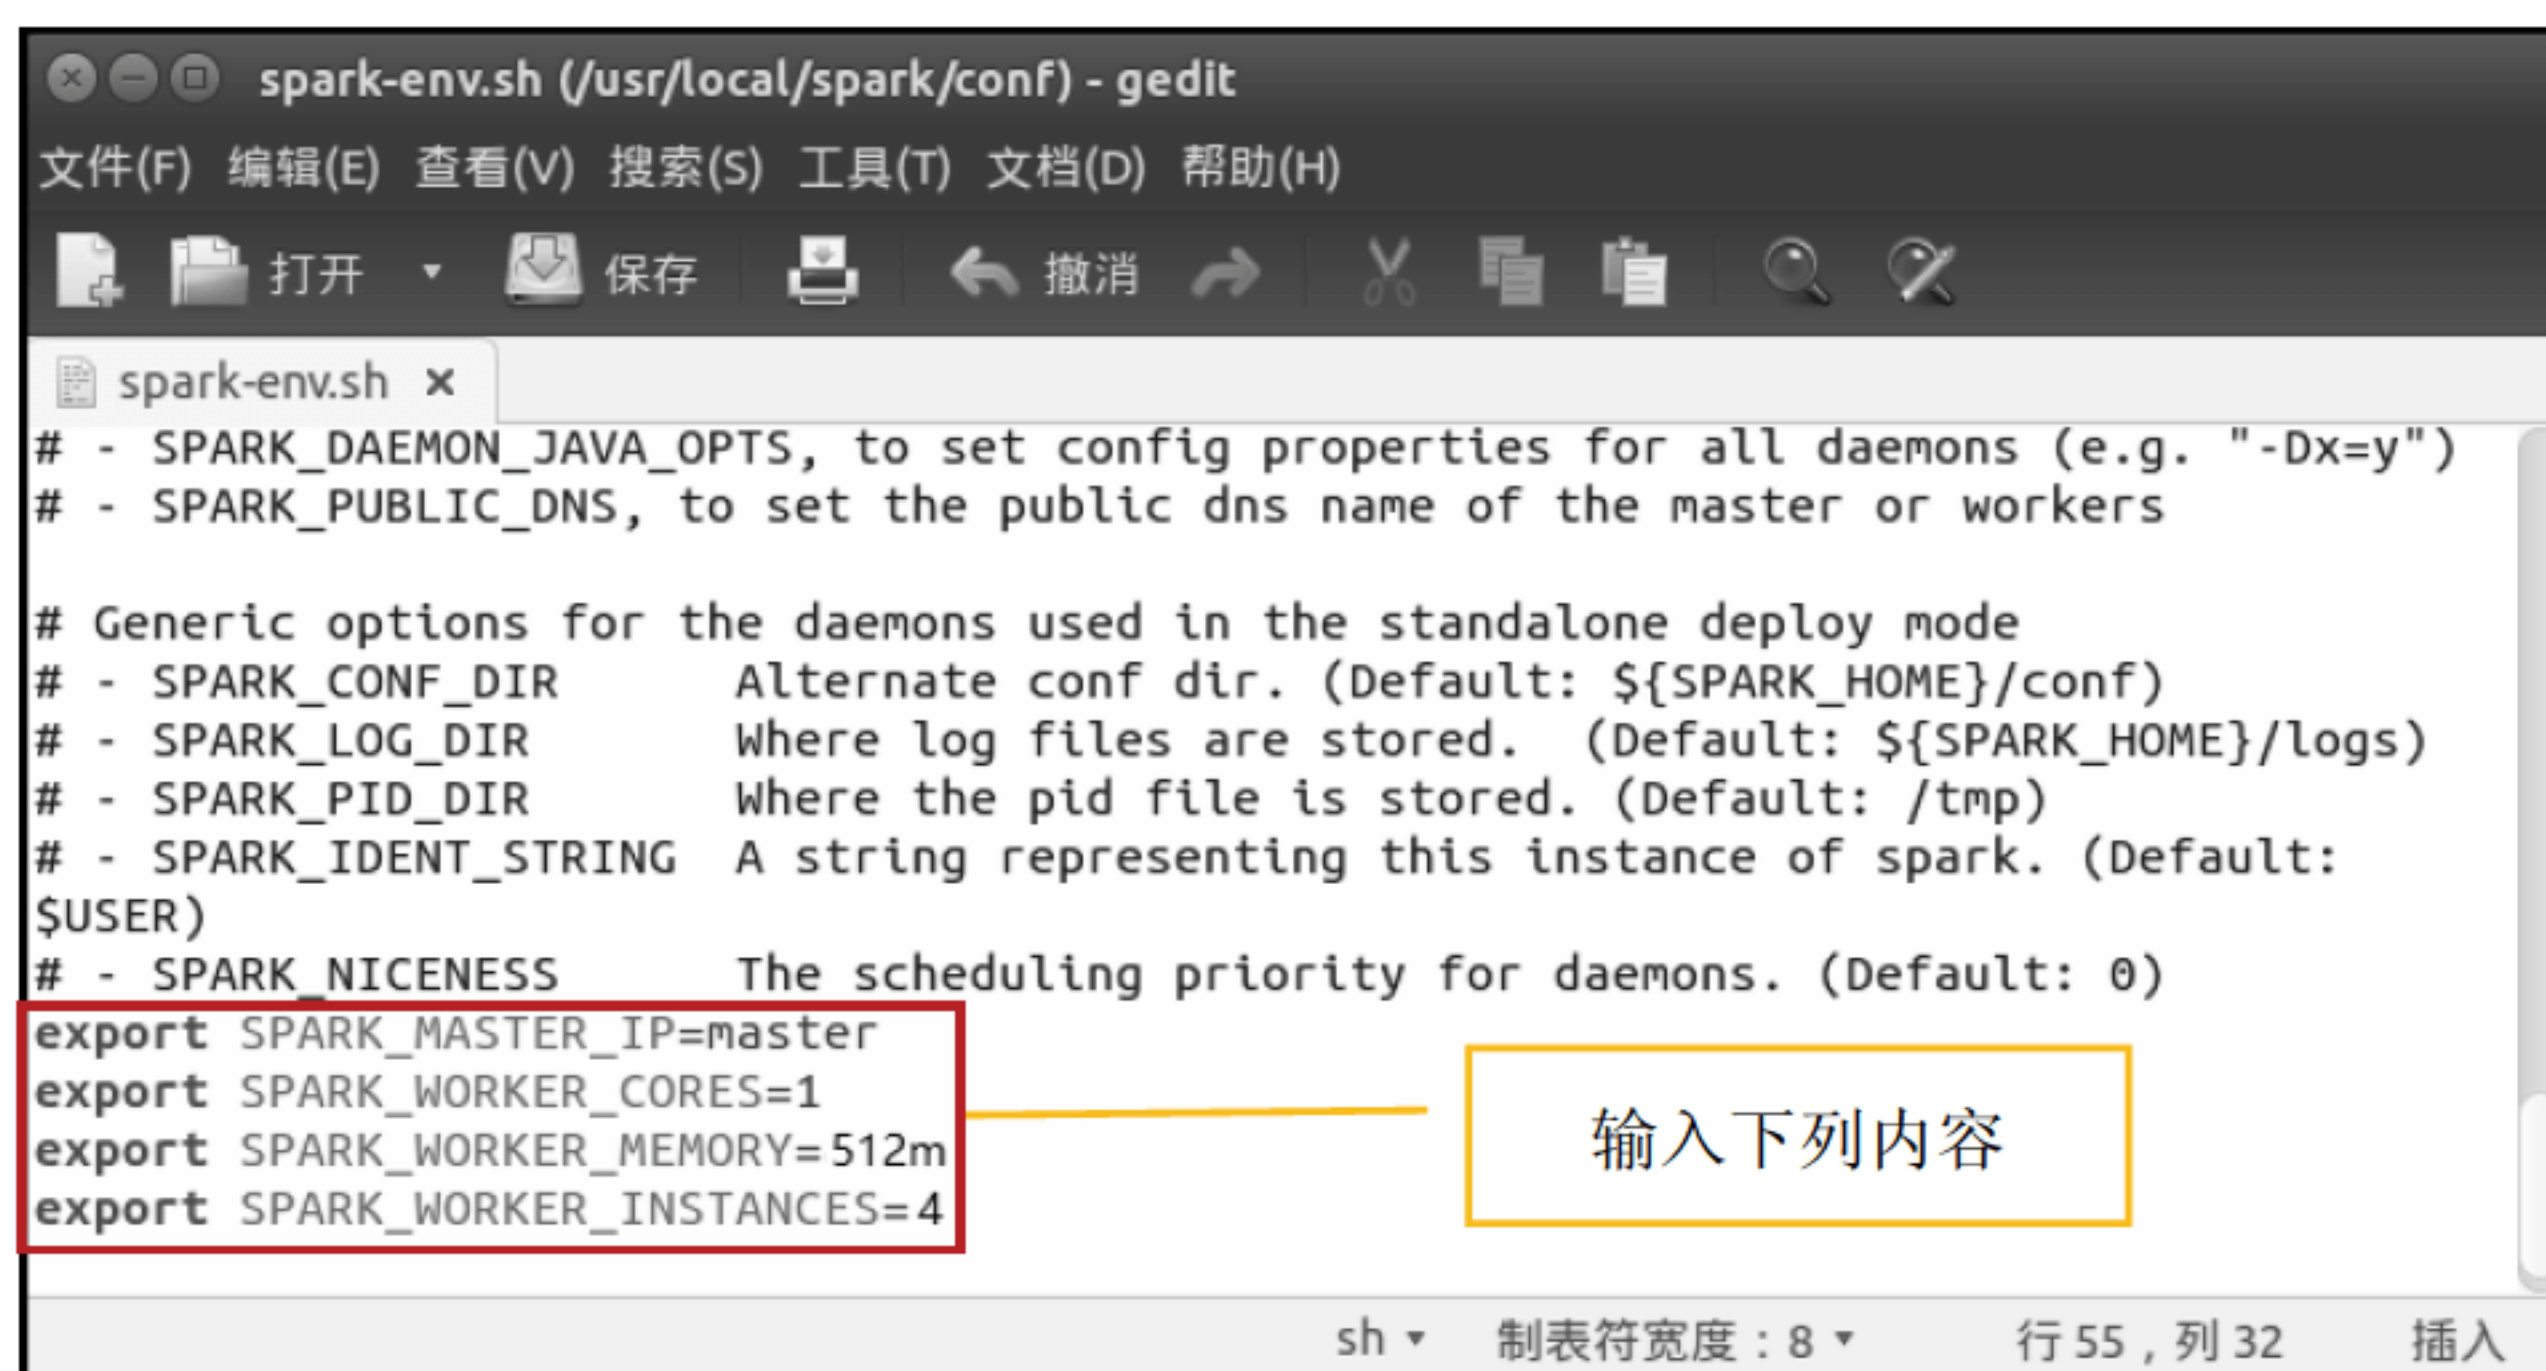 spark-env.sh (/usr/local/spark/conf) - gedit
文件(F) 编辑(E) 查看(V) 搜索(S) 工具(T) 文档(D) 帮助(H)
打开 保存 撤消
spark-env.sh ×
# - SPARK_DAEMON_JAVA_OPTS, to set config properties for all daemons (e.g. "-Dx=y")
# - SPARK_PUBLIC_DNS, to set the public dns name of the master or workers
# Generic options for the daemons used in the standalone deploy mode
# - SPARK_CONF_DIR      Alternate conf dir. (Default: ${SPARK_HOME}/conf)
# - SPARK_LOG_DIR       Where log files are stored.  (Default: ${SPARK_HOME}/logs)
# - SPARK_PID_DIR       Where the pid file is stored. (Default: /tmp)
# - SPARK_IDENT_STRING  A string representing this instance of spark. (Default:
$USER)
# - SPARK_NICENESS      The scheduling priority for daemons. (Default: 0)
export SPARK_MASTER_IP=master
export SPARK_WORKER_CORES=1
export SPARK_WORKER_MEMORY=512m
export SPARK_WORKER_INSTANCES=4
输入下列内容
sh 制表符宽度：8 行 55，列 32 插入